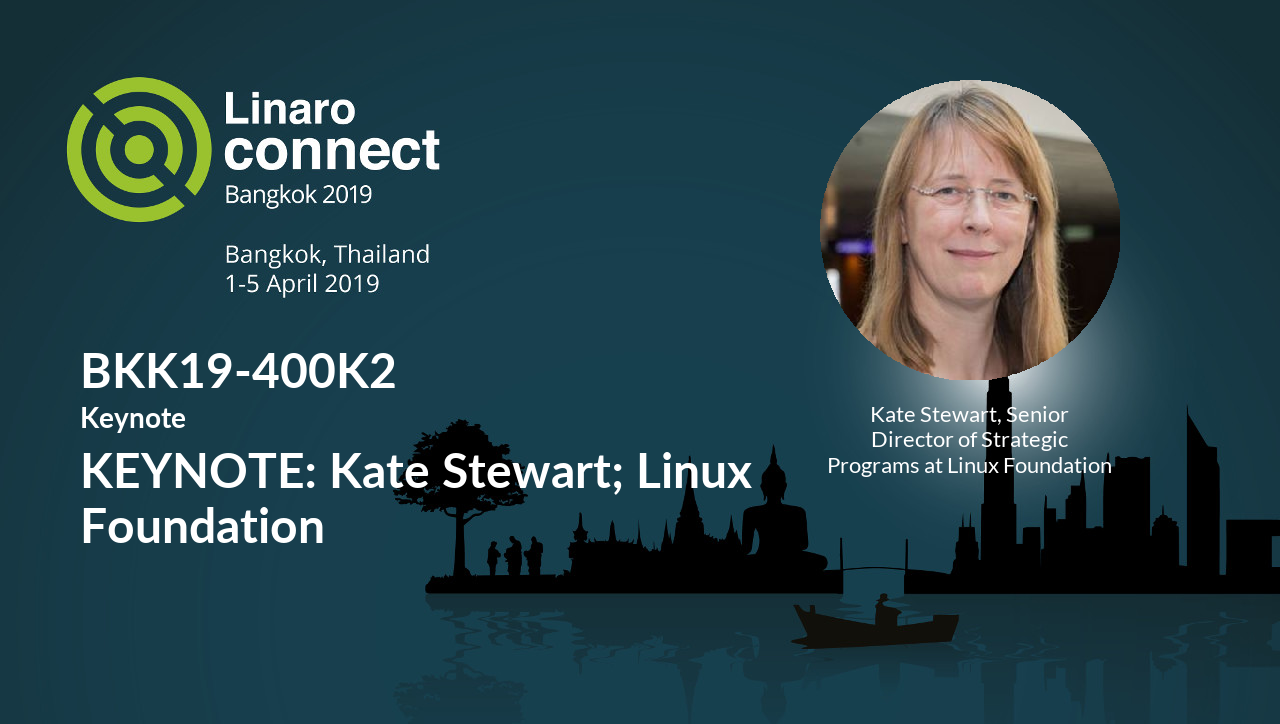 Linaro
connect
Bangkok 2019
Bangkok, Thailand
1-5 April 2019
BKK19-400K2
Keynote
KEYNOTE: Kate Stewart; Linux
Foundation
Kate Stewart, Senior
Director of Strategic
Programs at Linux Foundation